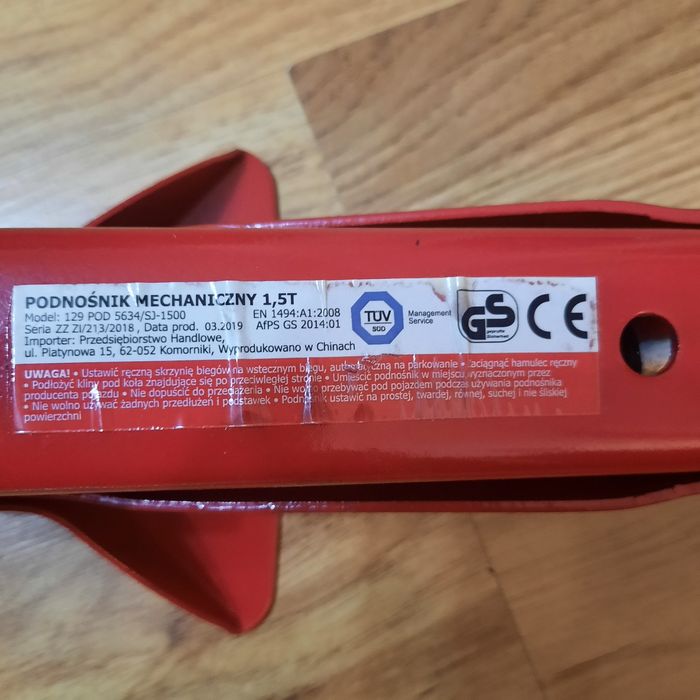 PODNOŚNIK MECHANICZNY 1,5T
Model: 129 POD 5634/SJ-1500 EN 1494:A1:2008
Seria ZZ ZI/213/2018, Data prod. 03.2019 AfPS GS 2014:01
Importer: Przedsiębiorstwo Handlowe,
ul. Platynowa 15, 62-052 Komorniki, Wyprodukowano w Chinach
TÜV
SÜD
Management
Service
GS
geprüfte
Sicherheit
CE
UWAGA! • Ustawić ręczną skrzynię biegów na wstecznym biegu, automatyczną na parkowanie • Zaciągnąć hamulec ręczny
• Podłożyć kliny pod koła znajdujące się po przeciwległej stronie • Umieścić podnośnik w miejscu wyznaczonym przez
producenta pojazdu • Nie dopuścić do przeciążenia • Nie wolno przebywać pod pojazdem podczas używania podnośnika
• Nie wolno używać żadnych przedłużeń i podstawek • Podnośnik ustawić na prostej, twardej, równej, suchej i nie śliskiej
powierzchni